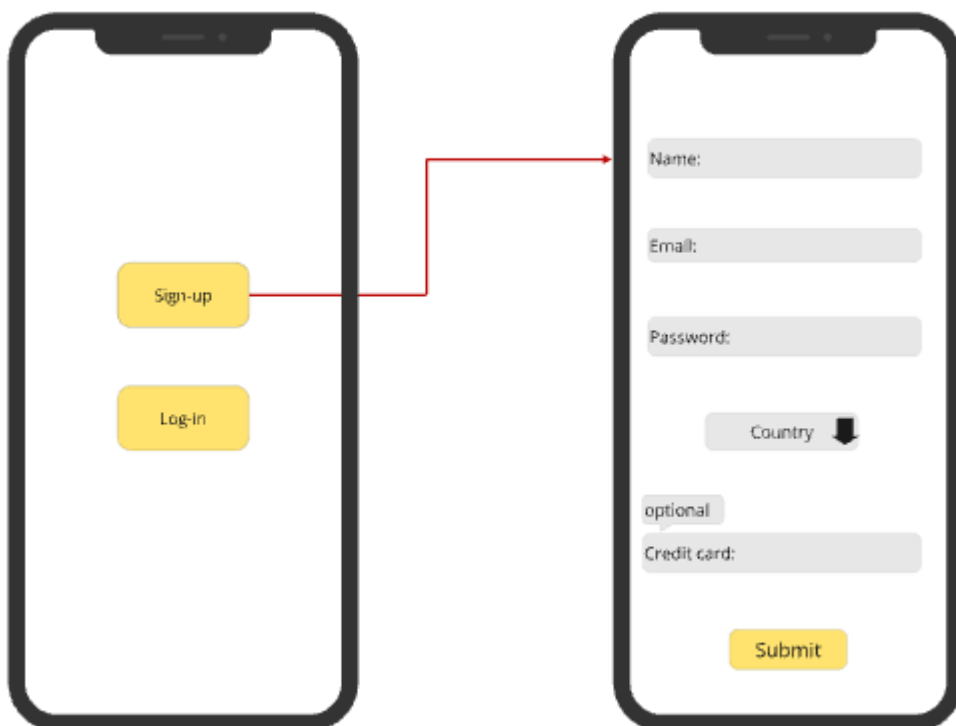 Sign-up
Log-in
Name:
Email:
Password:
Country
optional
Credit card:
Submit